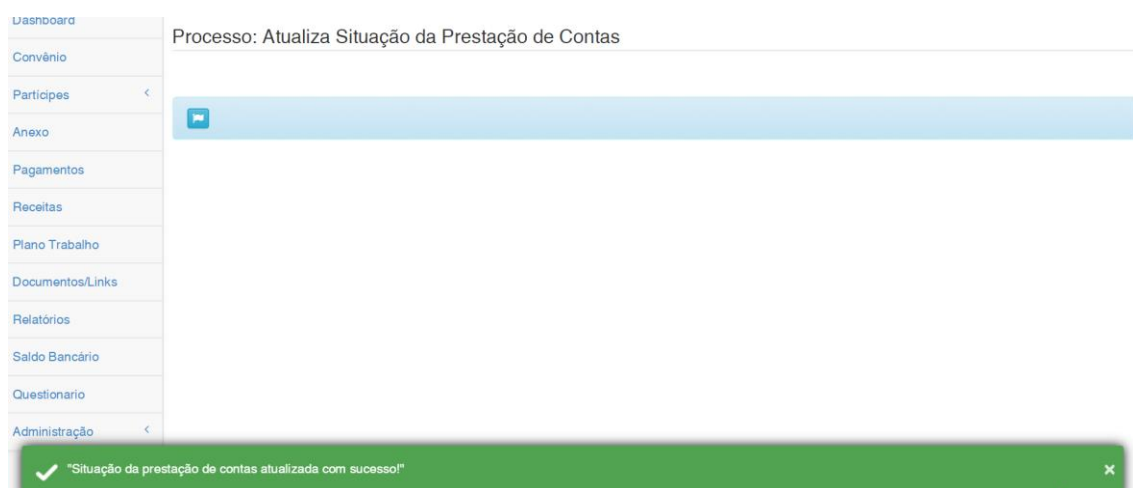 Dashboard
Processo: Atualiza Situação da Prestação de Contas
Convênio
Partícipes
Anexo
Pagamentos
Receitas
Plano Trabalho
Documentos/Links
Relatórios
Saldo Bancário
Questionario
Administração
"Situação da prestação de contas atualizada com sucesso!"